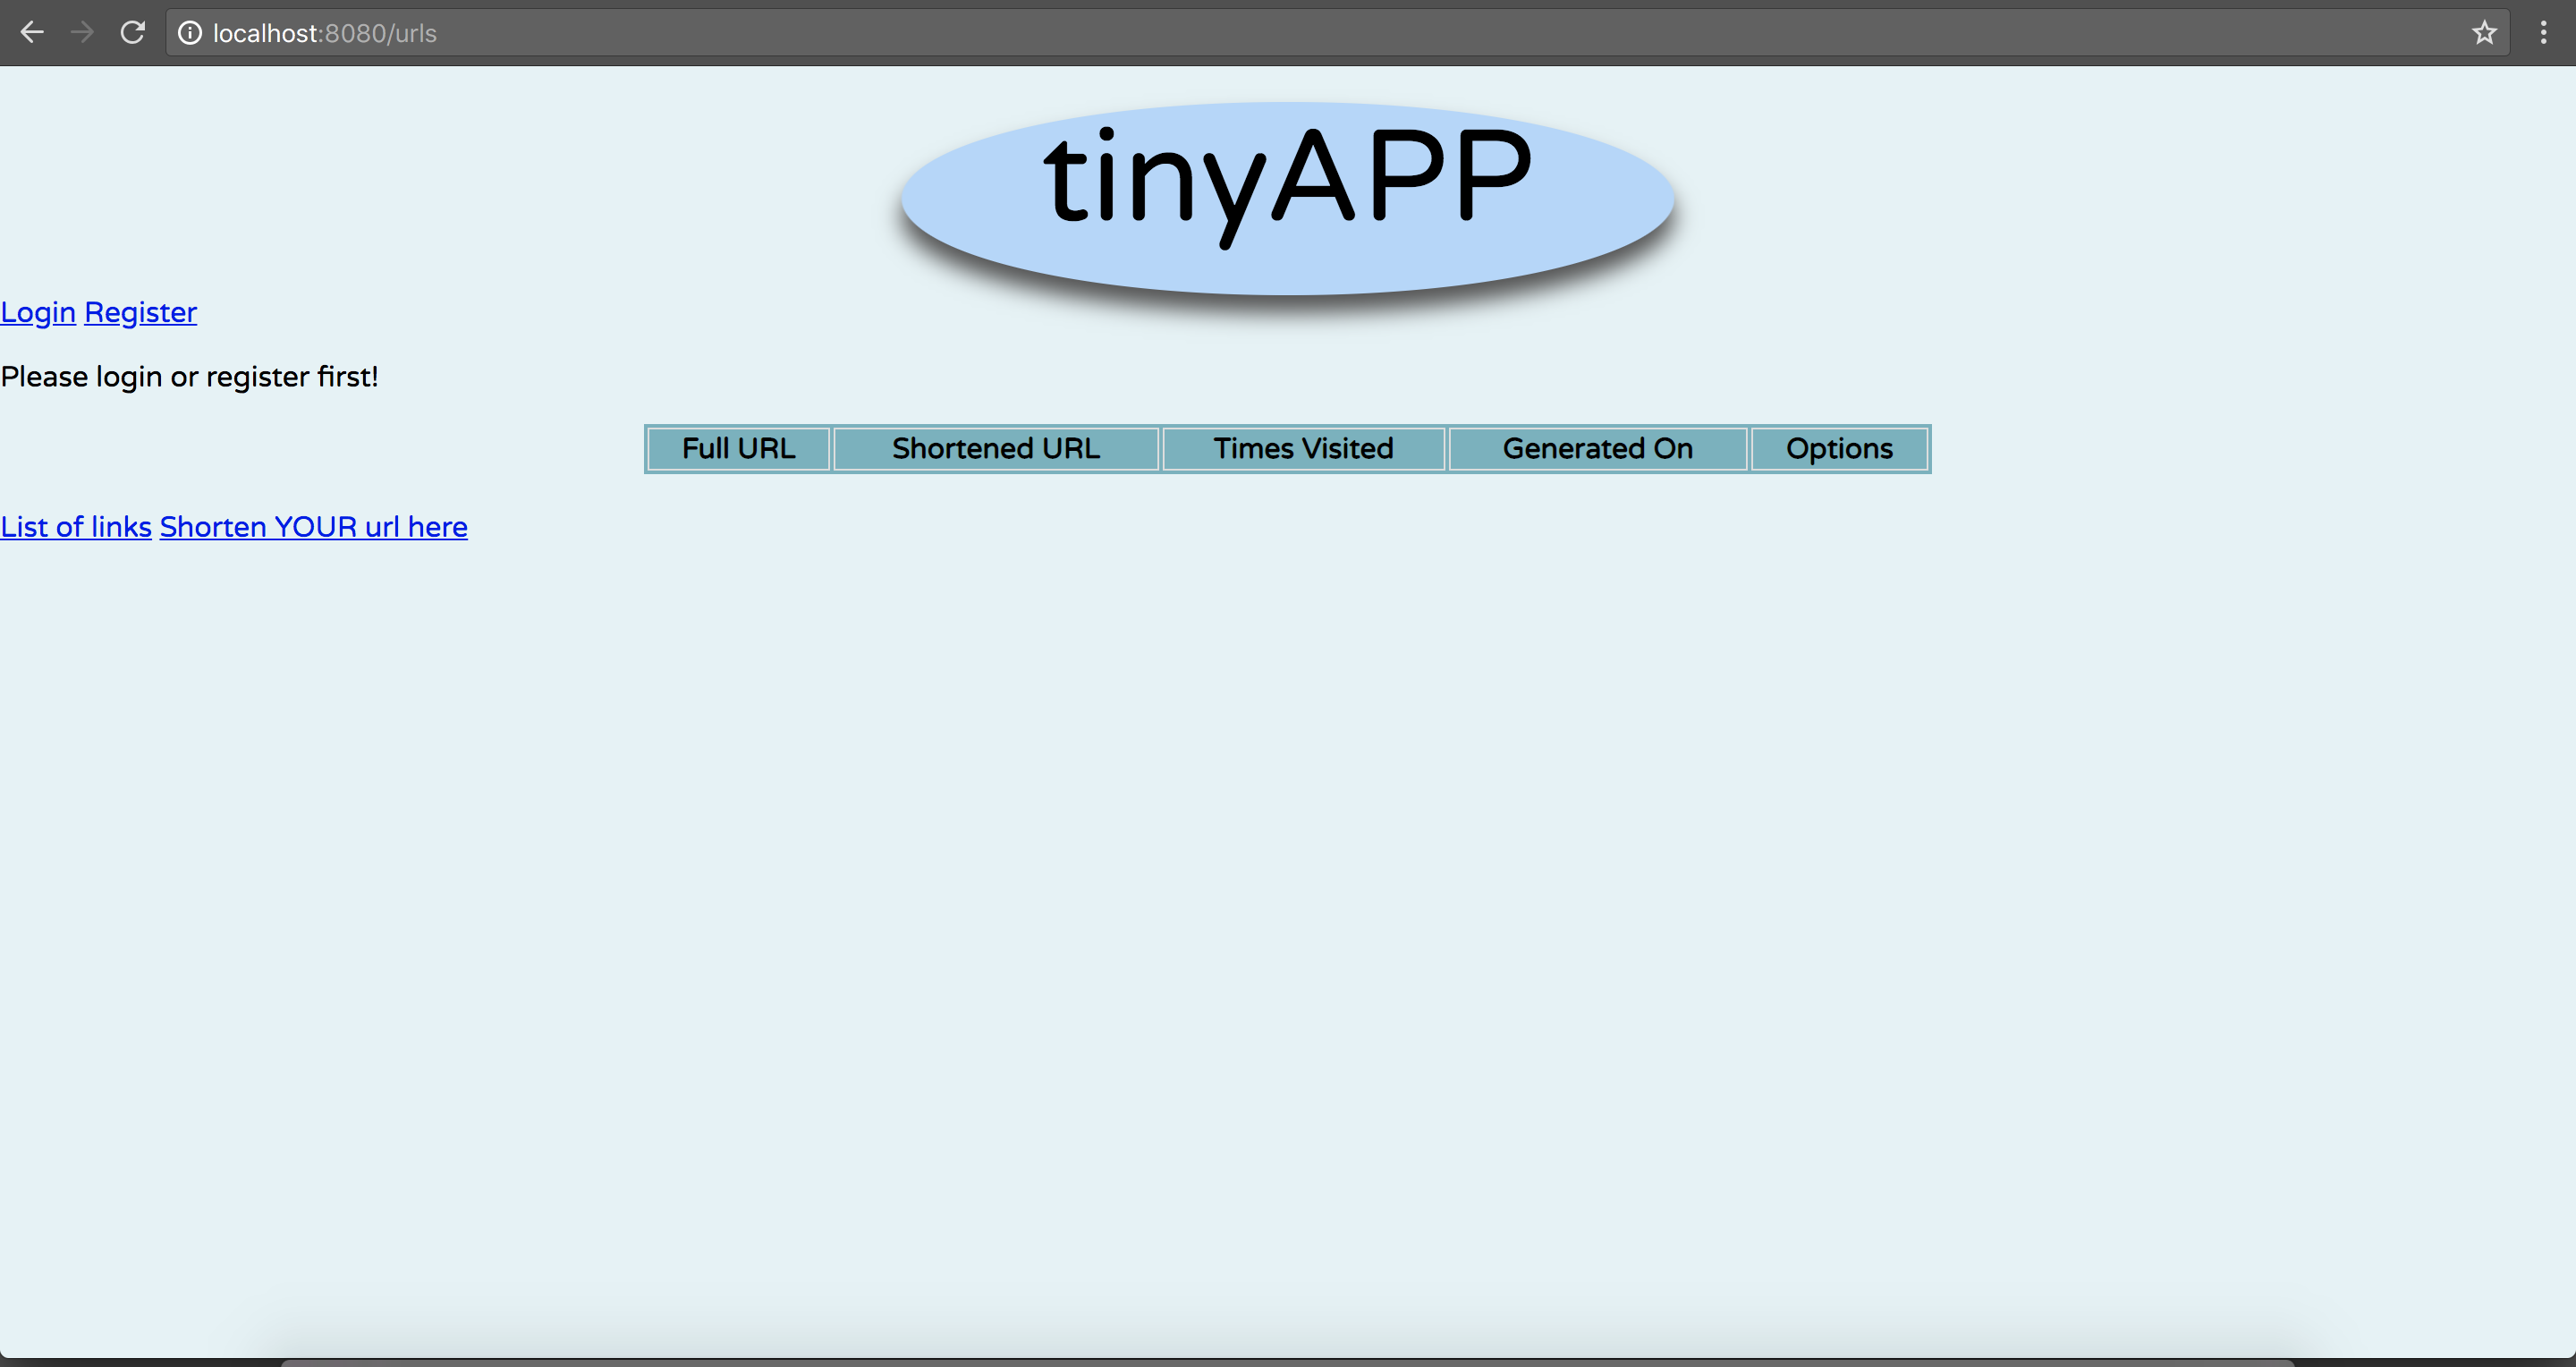 localhost:8080/urls
tinyAPP
Login Register
Please login or register first!
Full URL Shortened URL Times Visited Generated On Options
List of links Shorten YOUR url here